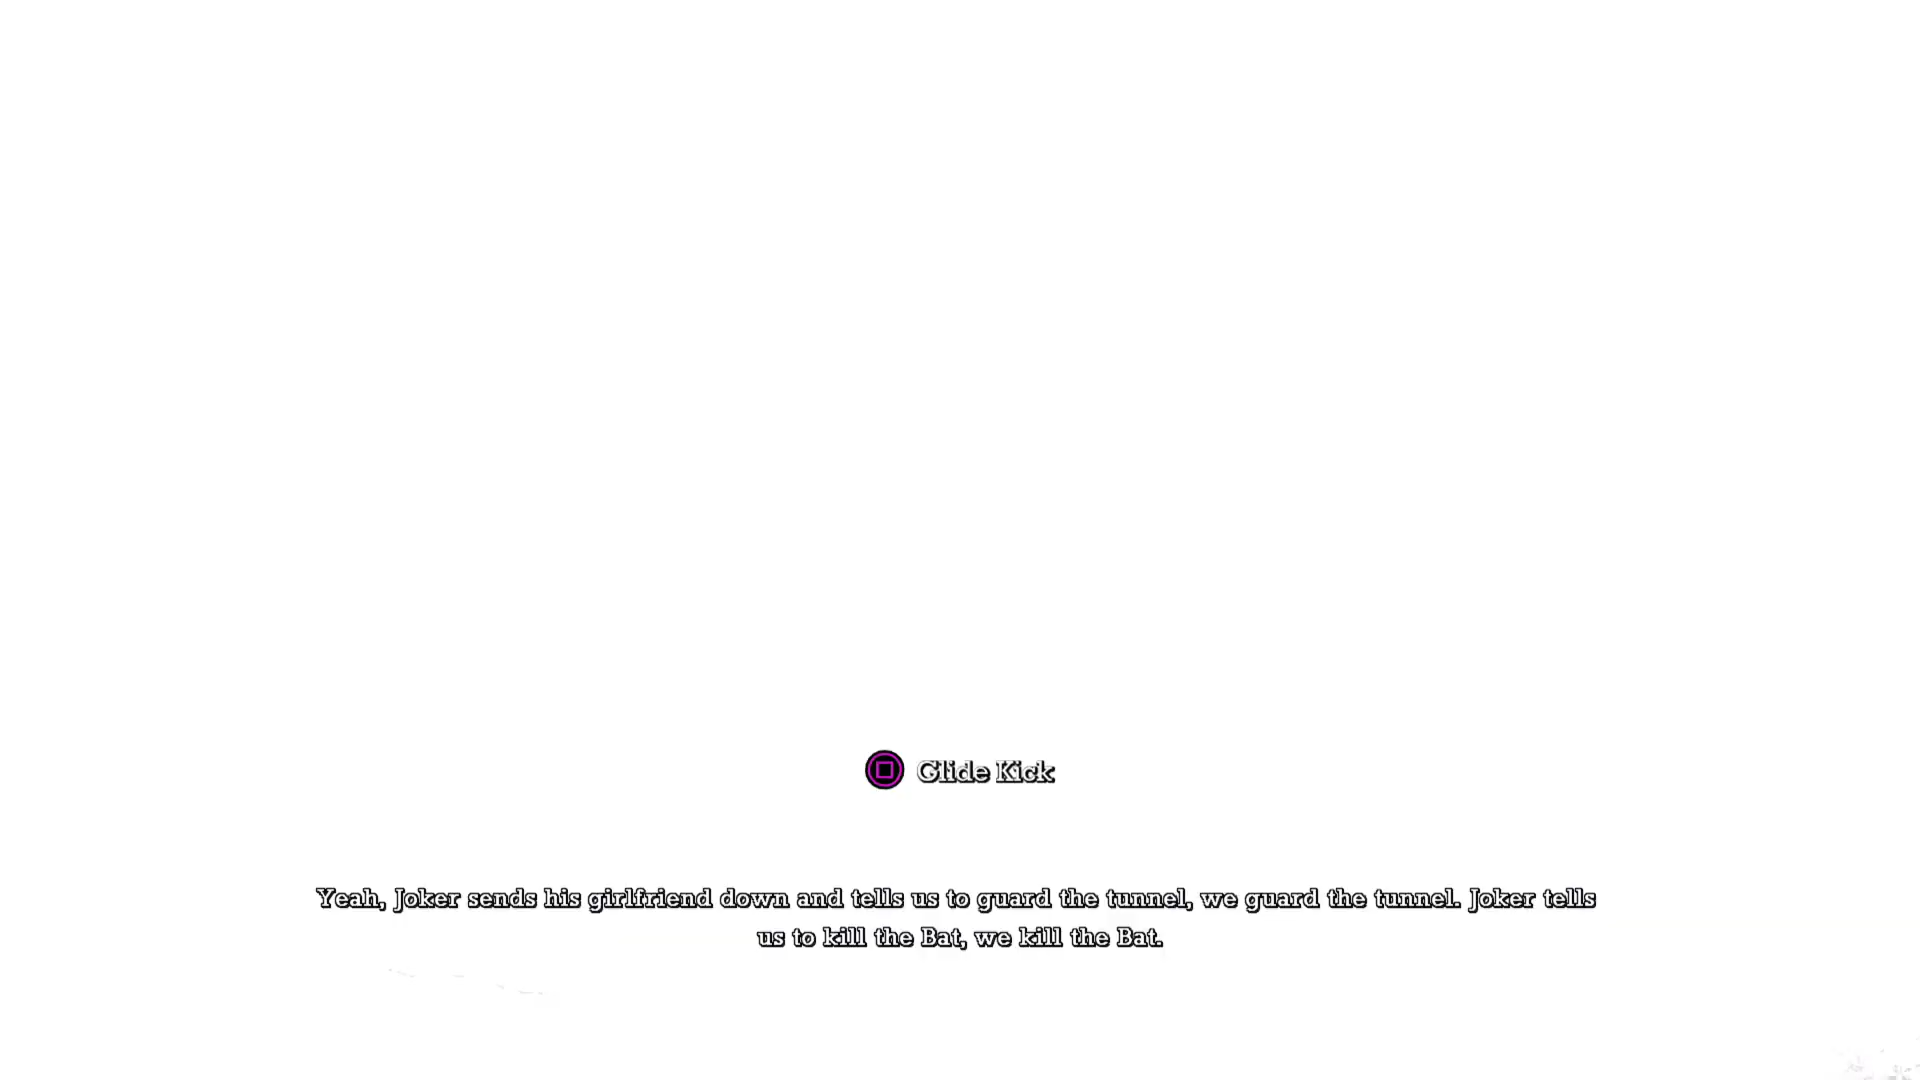 Glide Kick
Yeah, Joker sends his girlfriend down and tells us to guard the tunnel, we guard the tunnel. Joker tells
us to kill the Bat, we kill the Bat.